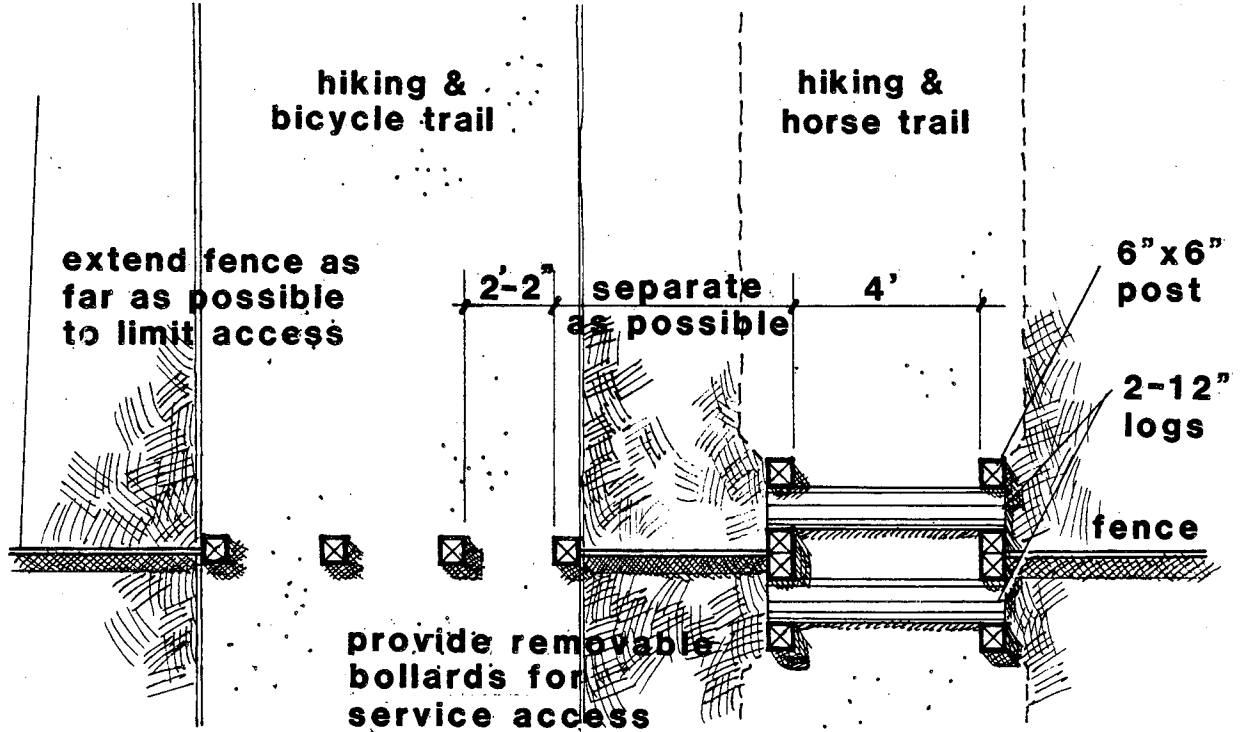 hiking &
bicycle trail
hiking &
horse trail
extend fence as
far as possible
to limit access
2'-2"
separate
as possible
4'
6"x6"
post
2-12"
logs
fence
provide removable
bollards for
service access